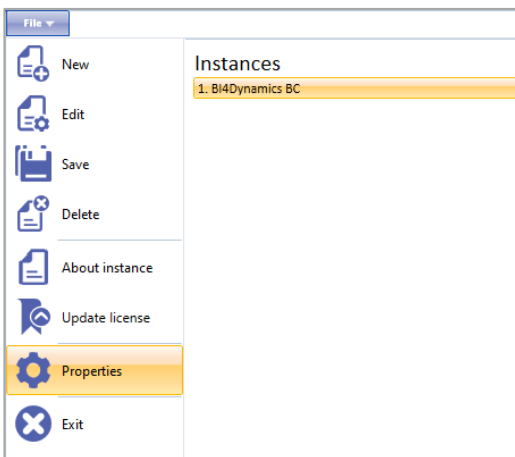 File
New
Edit
Save
Delete
About instance
Update license
Properties
Exit
Instances
1. BI4Dynamics BC